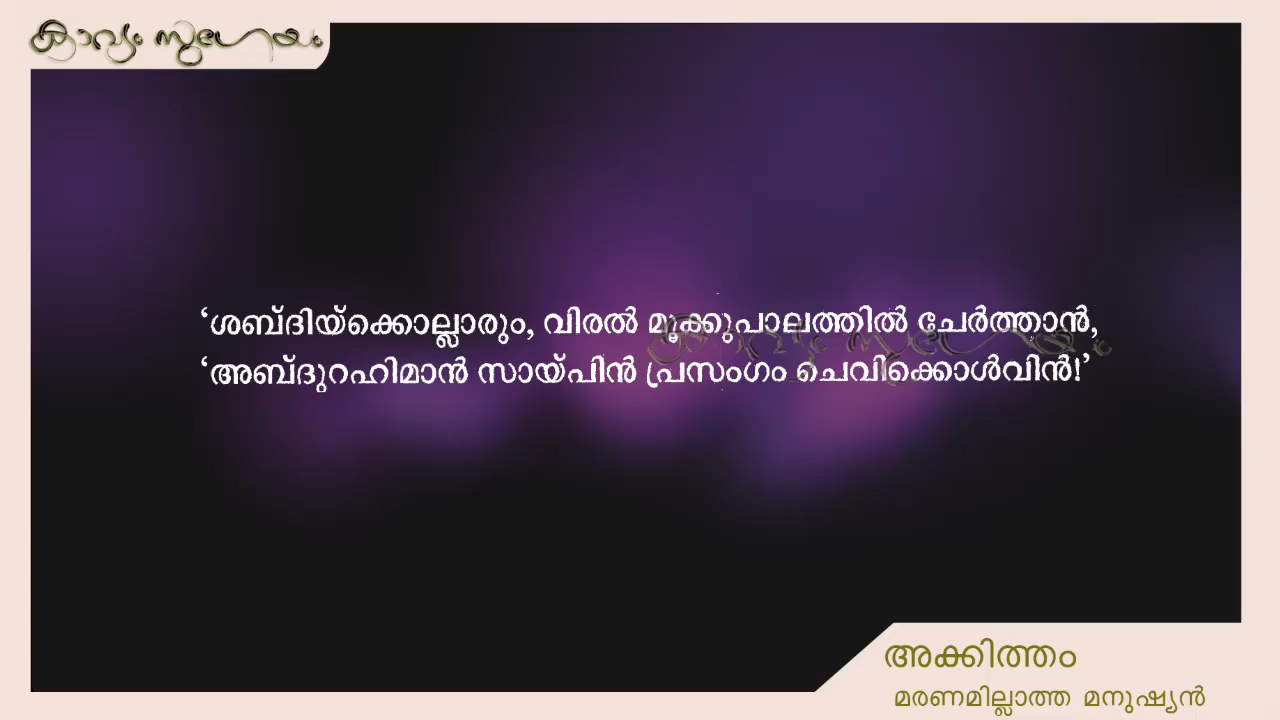 കാവ്യം സുഗേയം
‘ശബ്ദിയ്ക്കൊല്ലാരും, വിരൽ മൂക്കുപാലത്തിൽ ചേർത്താൻ,
‘അബ്ദുറഹിമാൻ സായ്പിൻ പ്രസംഗം ചെവിക്കൊൾവിൻ!’
കാവ്യം സുഗേയം
അക്കിത്തം
മരണമില്ലാത്ത മനുഷ്യൻ